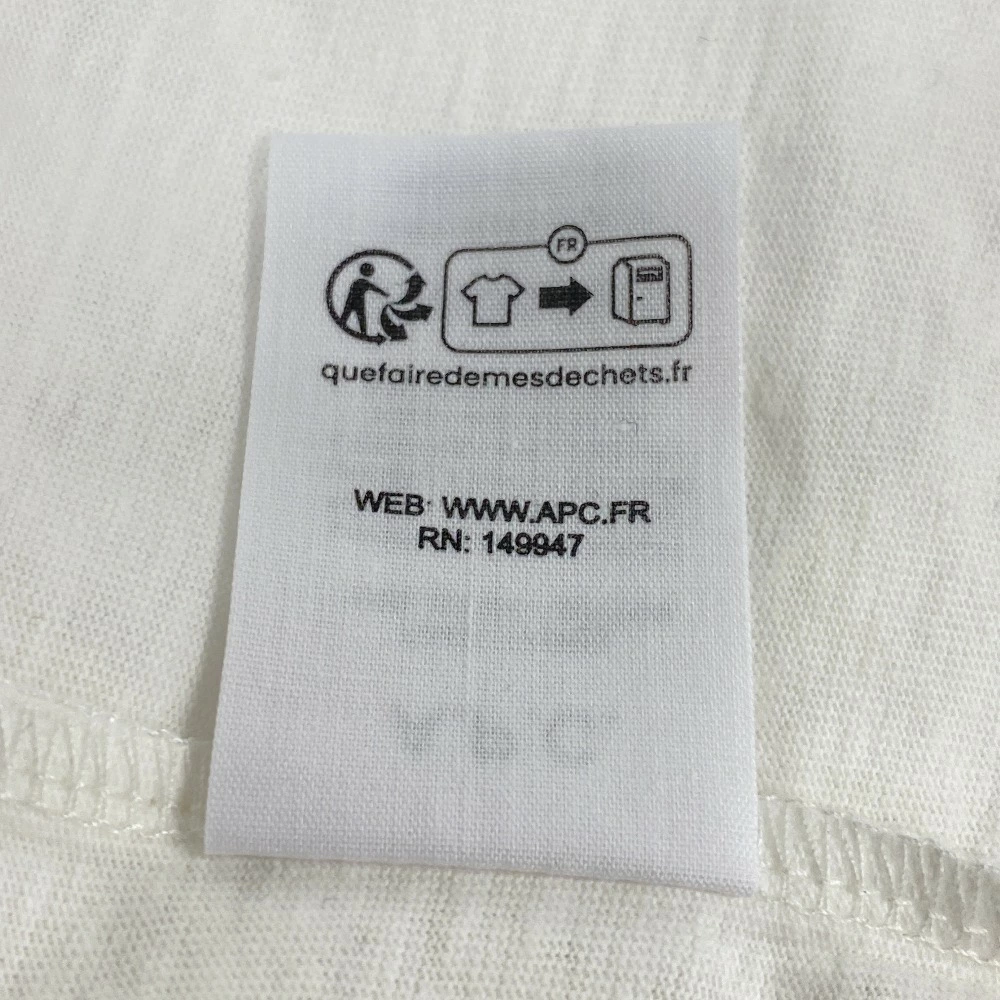 FR
quefairedemesdechets.fr
WEB: WWW.APC.FR
RN: 149947